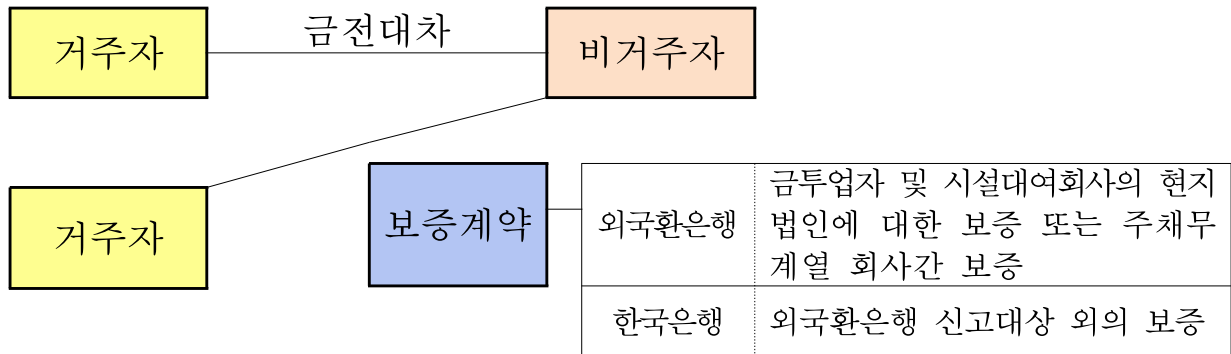 거주자
금전대차
비거주자
거주자
보증계약
외국환은행
금투업자 및 시설대여회사의 현지
법인에 대한 보증 또는 주채무
계열 회사간 보증
한국은행
외국환은행 신고대상 외의 보증